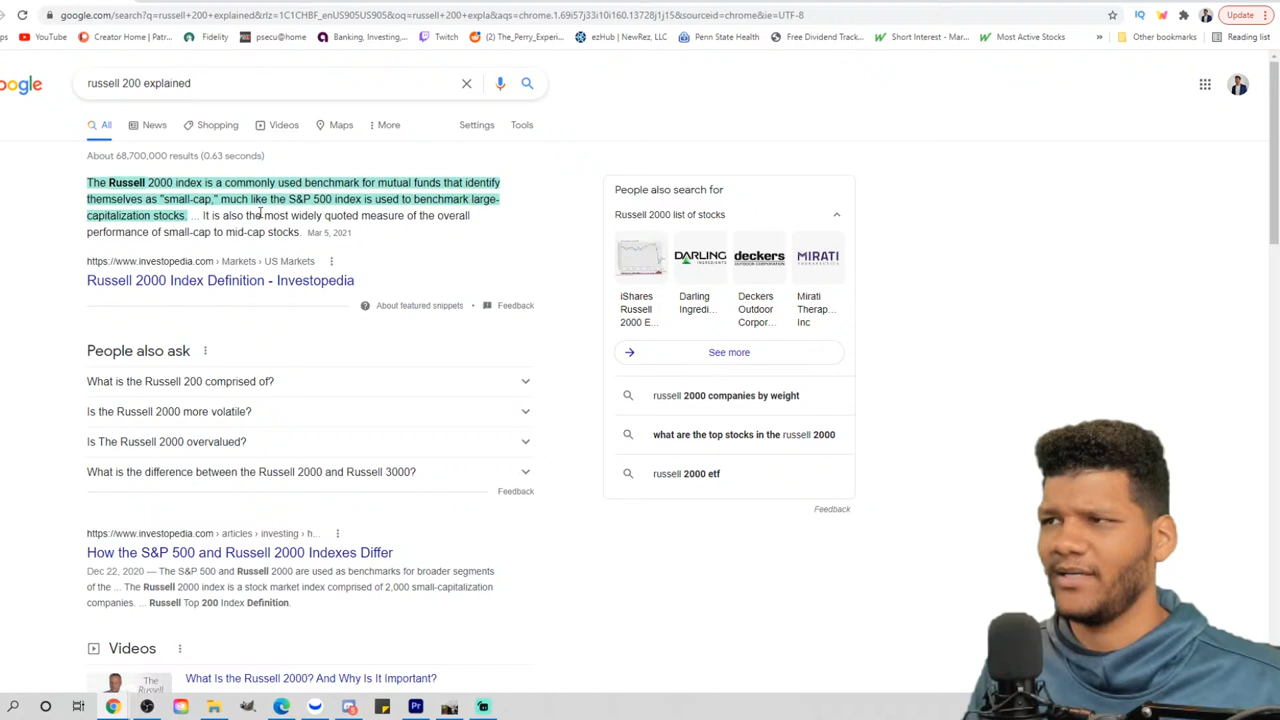 google.com/search?q=russell+200+explained&rlz=1C1CHBF_enUS905US905&oq=russell+200+expla&aqs=chrome.1.69i57j33i10i160.13728j1j15&sourceid=chrome&ie=UTF-8
Update
YouTube
Creator Home | Patr...
Fidelity
psecu@home
Banking, Investing,...
Twitch
(2) The_Perry_Experi...
ezHub | NewRez, LLC
Penn State Health
Free Dividend Track...
Short Interest - Mar...
Most Active Stocks
»
Other bookmarks
Reading list
russell 200 explained
All
News
Shopping
Videos
Maps
More
Settings
Tools
About 68,700,000 results (0.63 seconds)
The Russell 2000 index is a commonly used benchmark for mutual funds that identify
themselves as "small-cap," much like the S&P 500 index is used to benchmark large-
capitalization stocks. ... It is also the most widely quoted measure of the overall
performance of small-cap to mid-cap stocks. Mar 5, 2021
https://www.investopedia.com › Markets › US Markets
Russell 2000 Index Definition - Investopedia
About featured snippets • Feedback
People also ask
What is the Russell 200 comprised of?
Is the Russell 2000 more volatile?
Is The Russell 2000 overvalued?
What is the difference between the Russell 2000 and Russell 3000?
Feedback
https://www.investopedia.com › articles › investing › h...
How the S&P 500 and Russell 2000 Indexes Differ
Dec 22, 2020 — The S&P 500 and Russell 2000 are used as benchmarks for broader segments
of the ... The Russell 2000 index is a stock market index comprised of 2,000 small-capitalization
companies. ... Russell Top 200 Index Definition.
Videos
The
What Is the Russell 2000? And Why Is It Important?
People also search for
Russell 2000 list of stocks
DARLING
INGREDIENTS
deckers
MIRATI
iShares
Russell
2000 E...
Darling
Ingredi...
Deckers
Outdoor
Corpor...
Mirati
Therap...
Inc
See more
russell 2000 companies by weight
what are the top stocks in the russell 2000
russell 2000 etf
Feedback